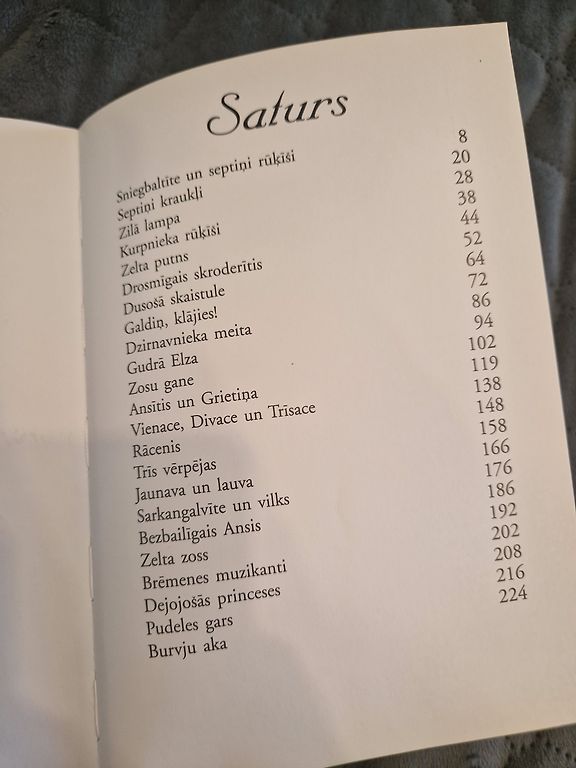 Saturs
Sniegbaltīte un septiņi rūķīši 8
Septiņi kraukļi 20
Zilā lampa 28
Kurpnieka rūķīši 38
Zelta putns 44
Drosmīgais skroderītis 52
Dusošā skaistule 64
Galdiņ, klājies! 72
Dzirnavnieka meita 86
Gudrā Elza 94
Zosu gane 102
Ansītis un Grietiņa 119
Vienace, Divace un Trīsace 138
Rācenis 148
Trīs vērpējas 158
Jaunava un lauva 166
Sarkangalvīte un vilks 176
Bezbailīgais Ansis 186
Zelta zoss 192
Brēmenes muzikanti 202
Dejojošās princeses 208
Pudeles gars 216
Burvju aka 224